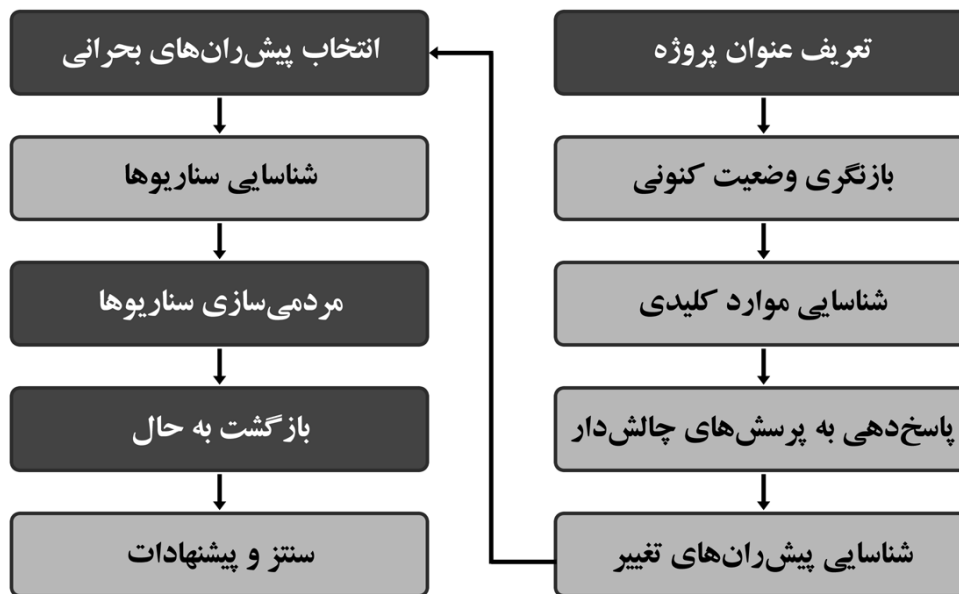 تعریف عنوان پروژه
بازنگری وضعیت کنونی
شناسایی موارد کلیدی
پاسخ‌دهی به پرسش‌های چالش‌دار
شناسایی پیش‌ران‌های تغییر
انتخاب پیش‌ران‌های بحرانی
شناسایی سناریوها
مردمی‌سازی سناریوها
بازگشت به حال
سنتز و پیشنهادات